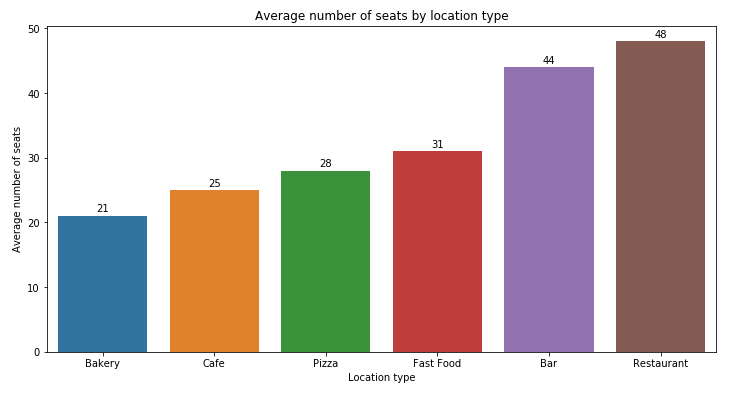 Average number of seats by location type
Average number of seats
50
40
30
20
10
0
21
25
28
31
44
48
Bakery
Cafe
Pizza
Fast Food
Bar
Restaurant
Location type